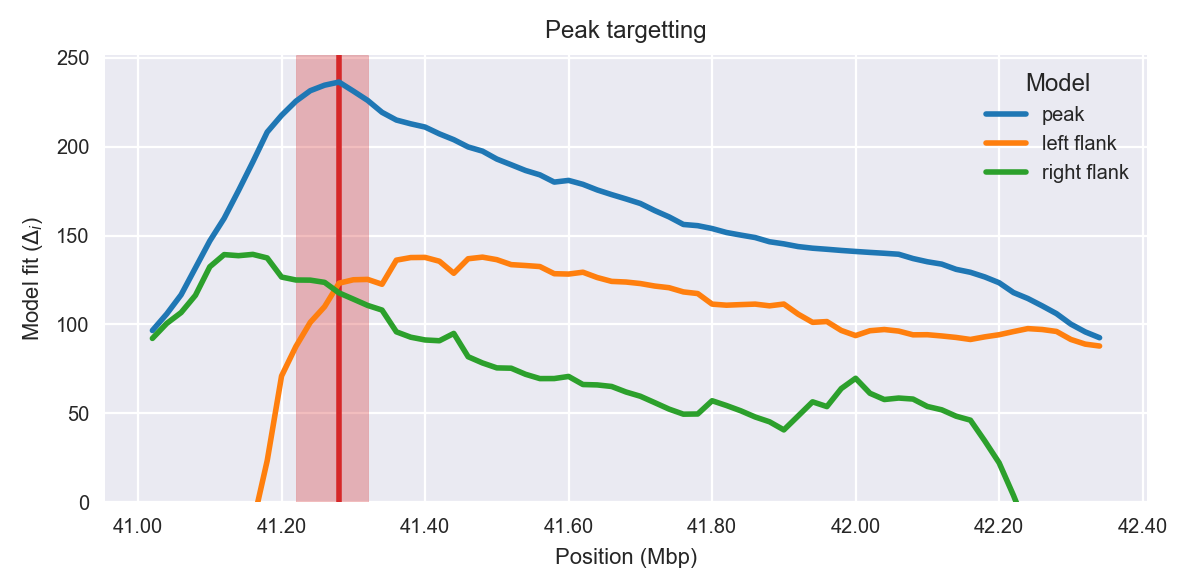 Peak targetting
Model fit (Δi)
250
200
150
100
50
0
Model
peak
left flank
right flank
41.00 41.20 41.40 41.60 41.80 42.00 42.20 42.40
Position (Mbp)